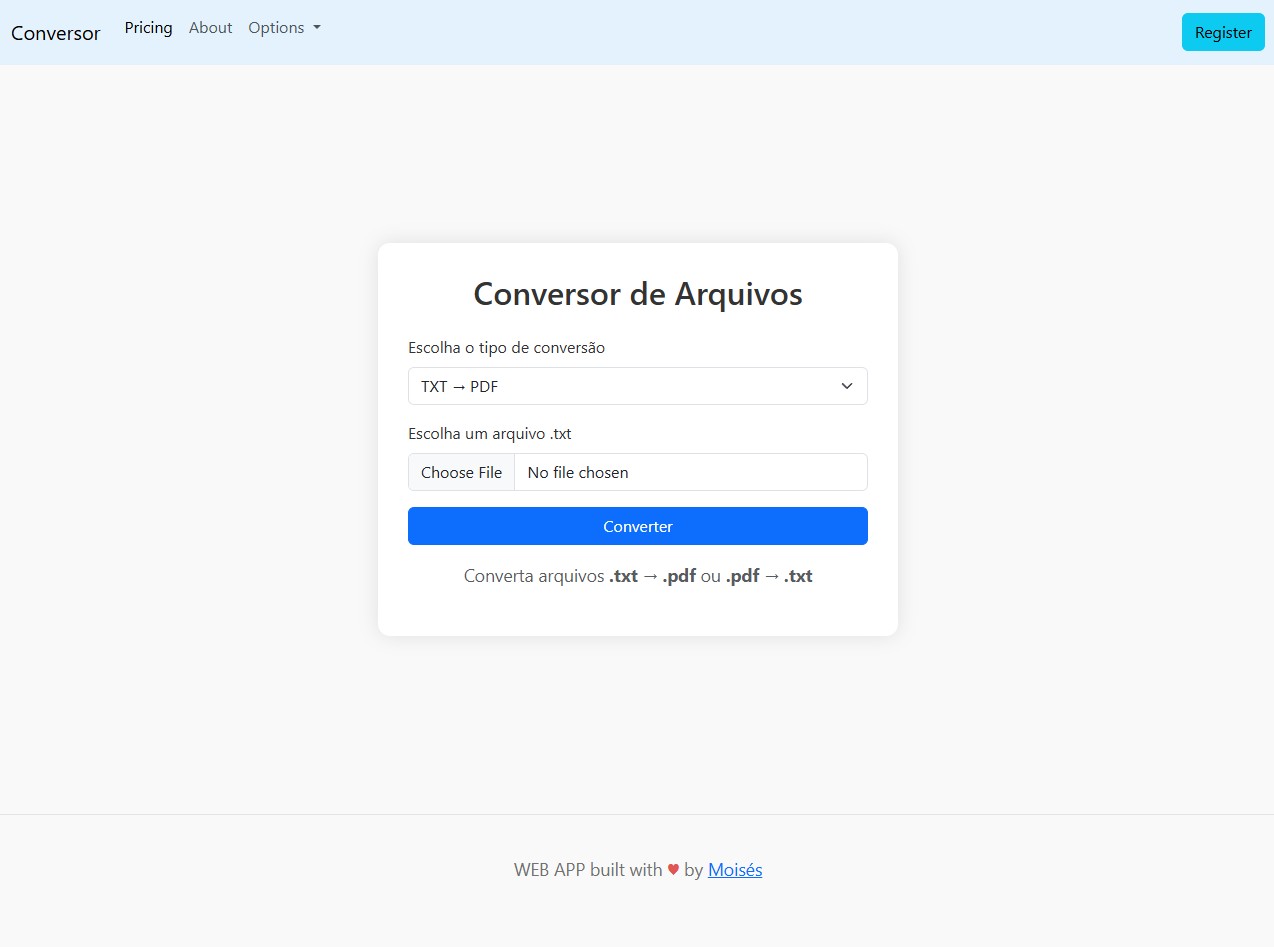 Conversor Pricing About Options Register
Conversor de Arquivos
Escolha o tipo de conversão
TXT → PDF
Escolha um arquivo .txt
Choose File No file chosen
Converter
Converta arquivos .txt → .pdf ou .pdf → .txt
WEB APP built with ♥ by Moisés